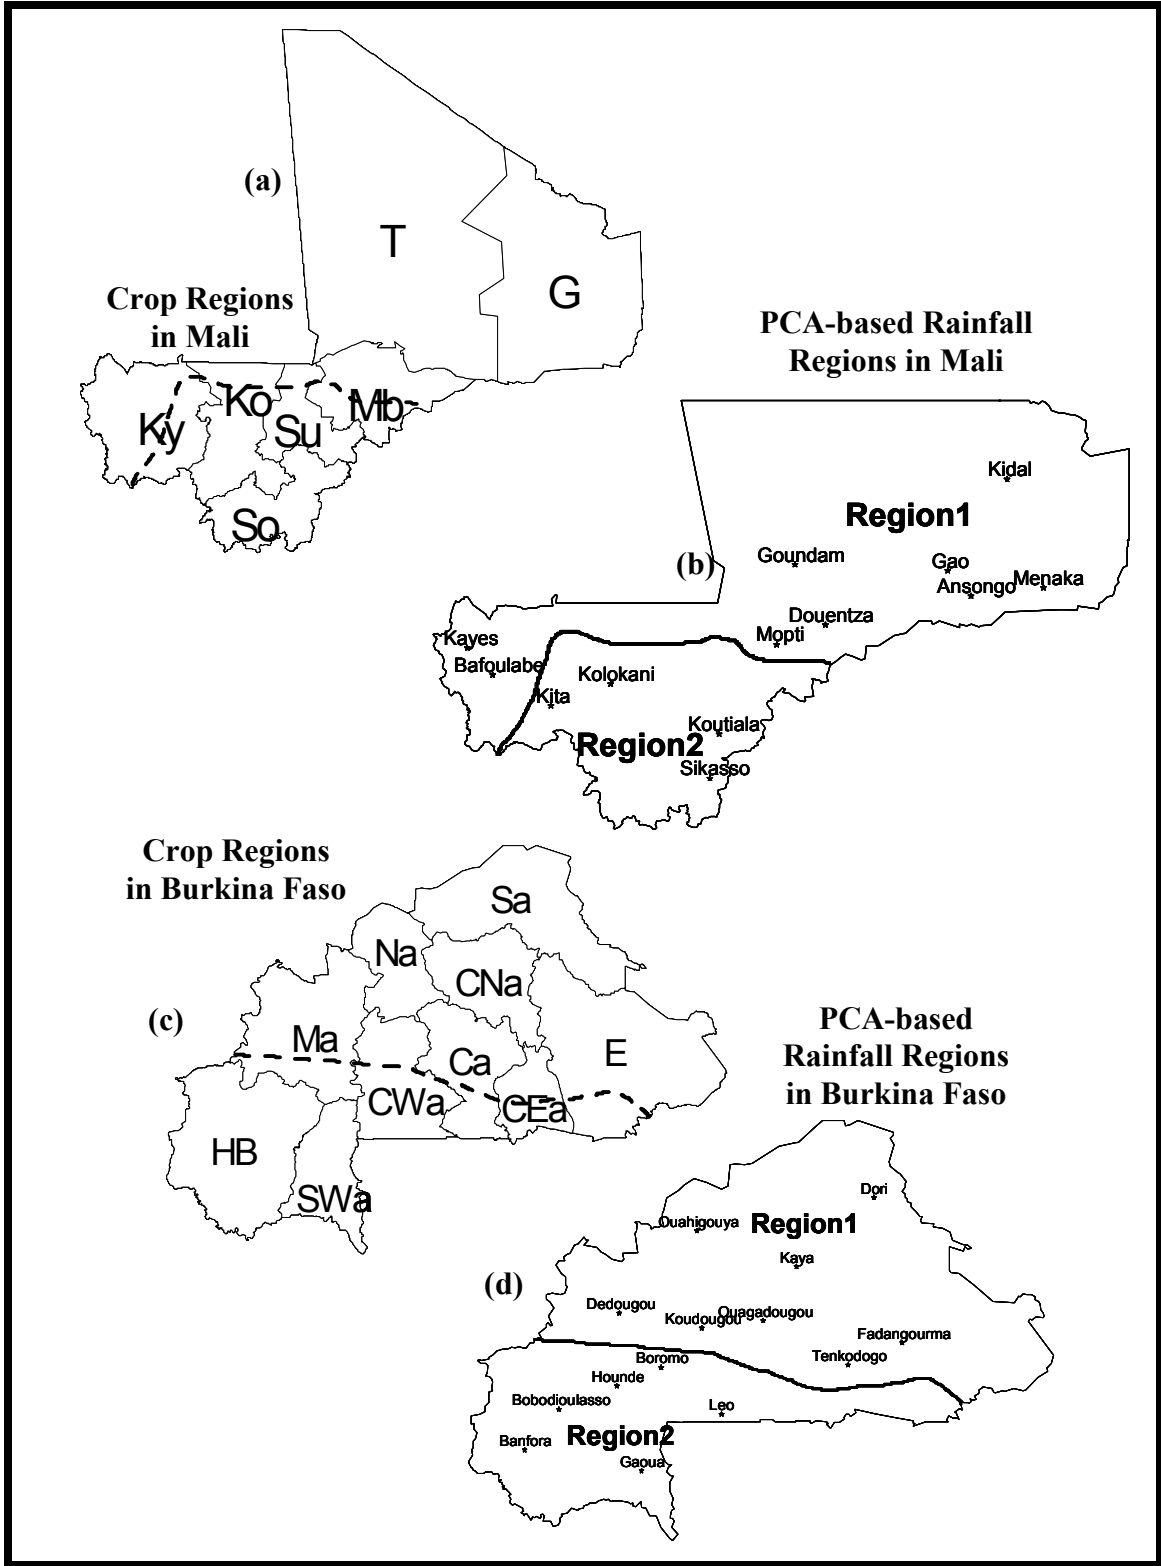 (a)
T
G
Crop Regions
in Mali
Ky
Ko
Su
Mb
So
PCA-based Rainfall
Regions in Mali
(b)
Kidal
Region1
Goundam
Gao
Ansongo
Menaka
Douentza
Mopti
Kayes
Bafoulabe
Kolokani
Kita
Koutiala
Region2
Sikasso
Crop Regions
in Burkina Faso
(c)
Sa
Na
CNa
Ma
Ca
E
CWa
CEa
HB
SWa
PCA-based
Rainfall Regions
in Burkina Faso
(d)
Dori
Ouahigouya
Region1
Kaya
Dedougou
Koudougou
Ouagadougou
Fadangourma
Tenkodogo
Boromo
Hounde
Bobodioulasso
Leo
Banfora
Region2
Gaoua